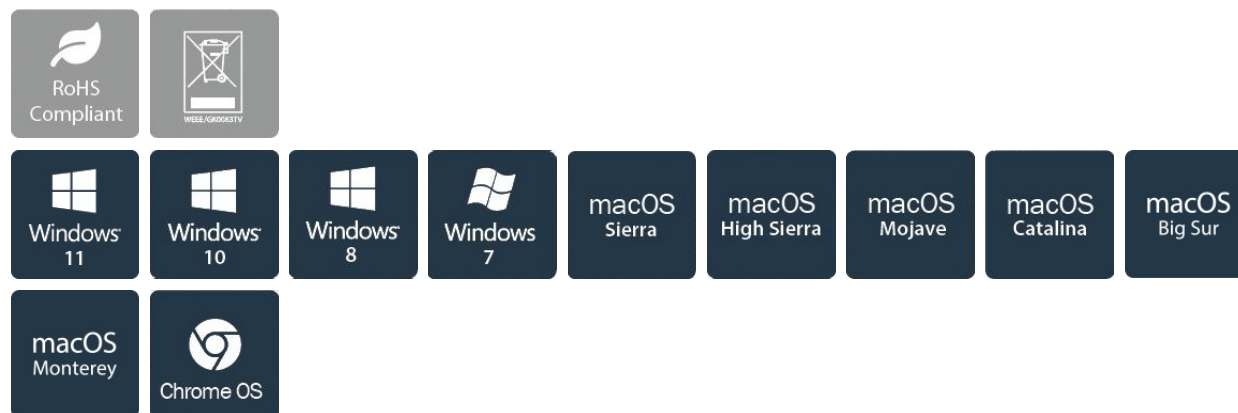 RoHS
Compliant
WEEE/GK0063TV
Windows
11
Windows
10
Windows
8
Windows
7
macOS
Sierra
macOS
High Sierra
macOS
Mojave
macOS
Catalina
macOS
Big Sur
macOS
Monterey
Chrome OS